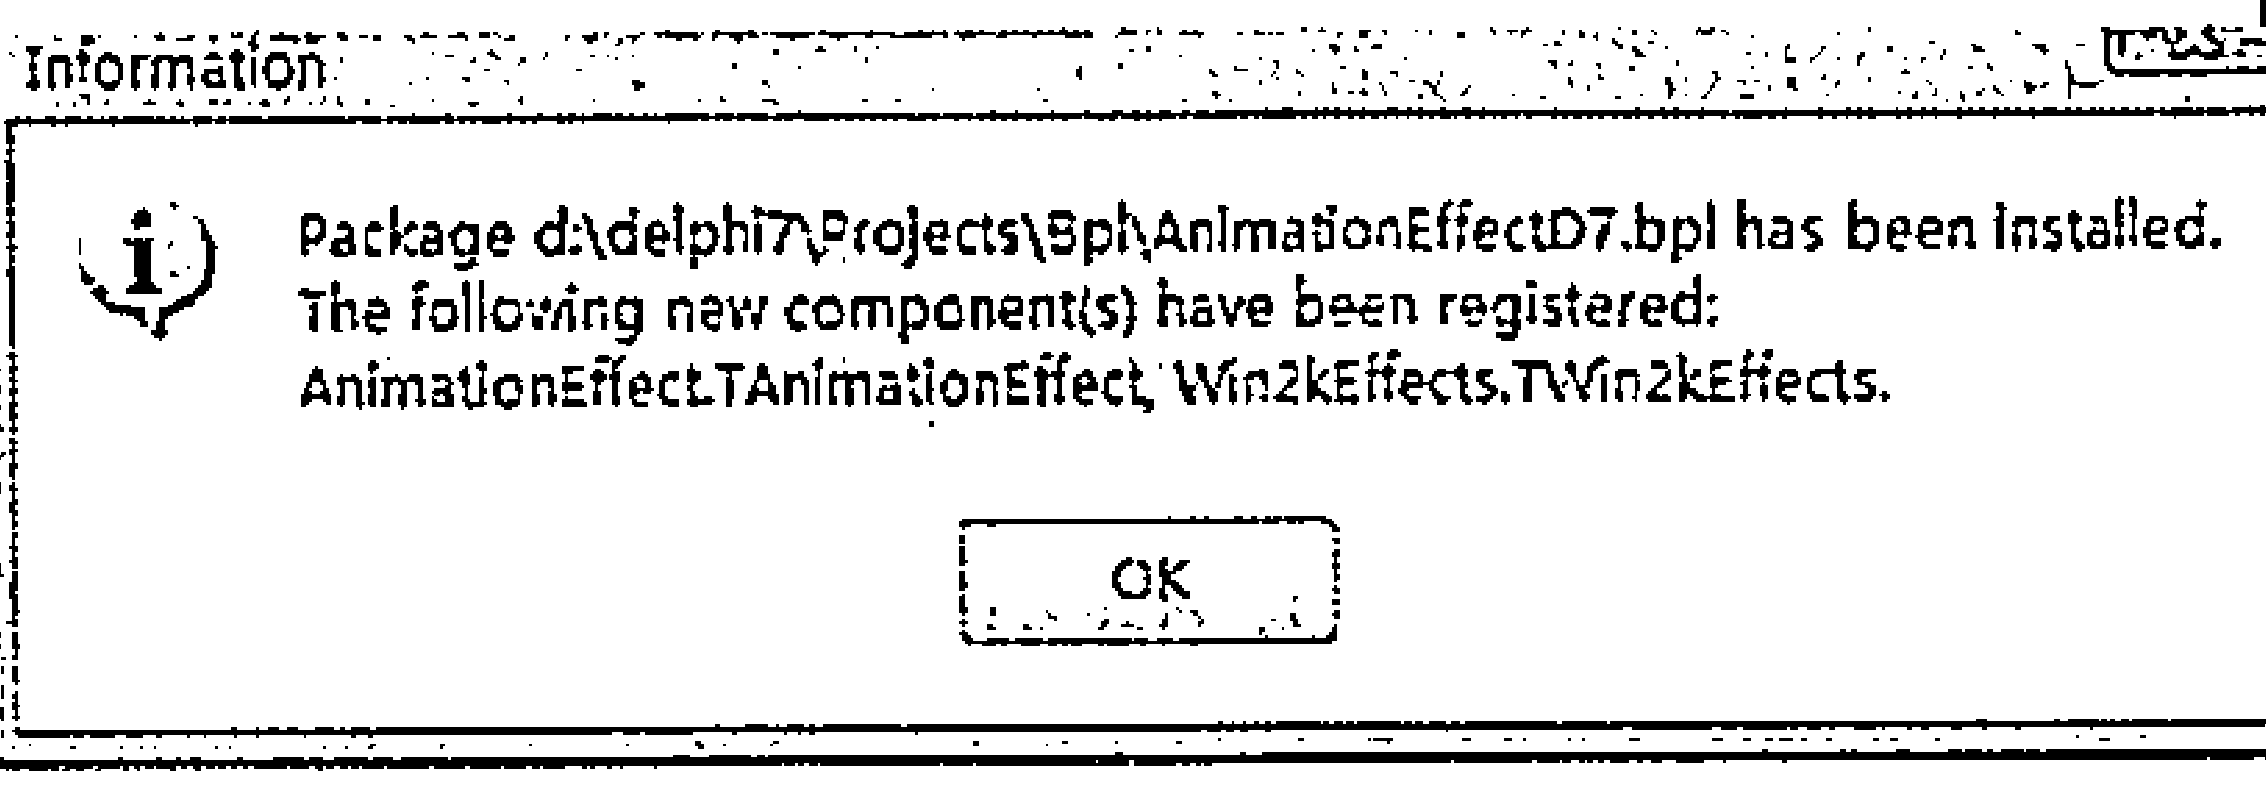 Information
Package d:\delphi7\Projects\Bpl\AnimationEffectD7.bpl has been installed.
The following new component(s) have been registered:
AnimationEffect.TAnimationEffect, Win2kEffects.TWin2kEffects.
OK